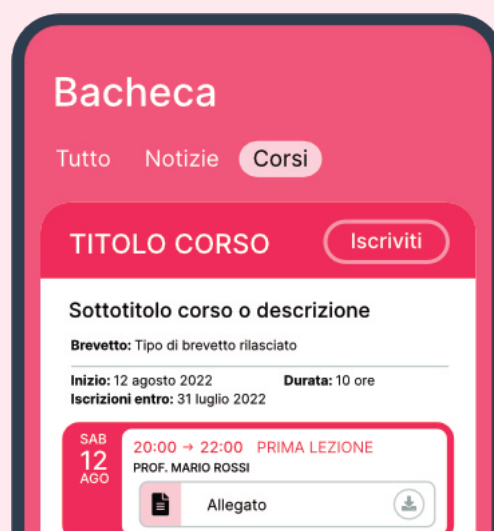 Bacheca
Tutto Notizie Corsi
TITOLO CORSO Iscriviti
Sottotitolo corso o descrizione
Brevetto: Tipo di brevetto rilasciato
Inizio: 12 agosto 2022 Durata: 10 ore
Iscrizioni entro: 31 luglio 2022
SAB
12
AGO
20:00 → 22:00 PRIMA LEZIONE
PROF. MARIO ROSSI
Allegato